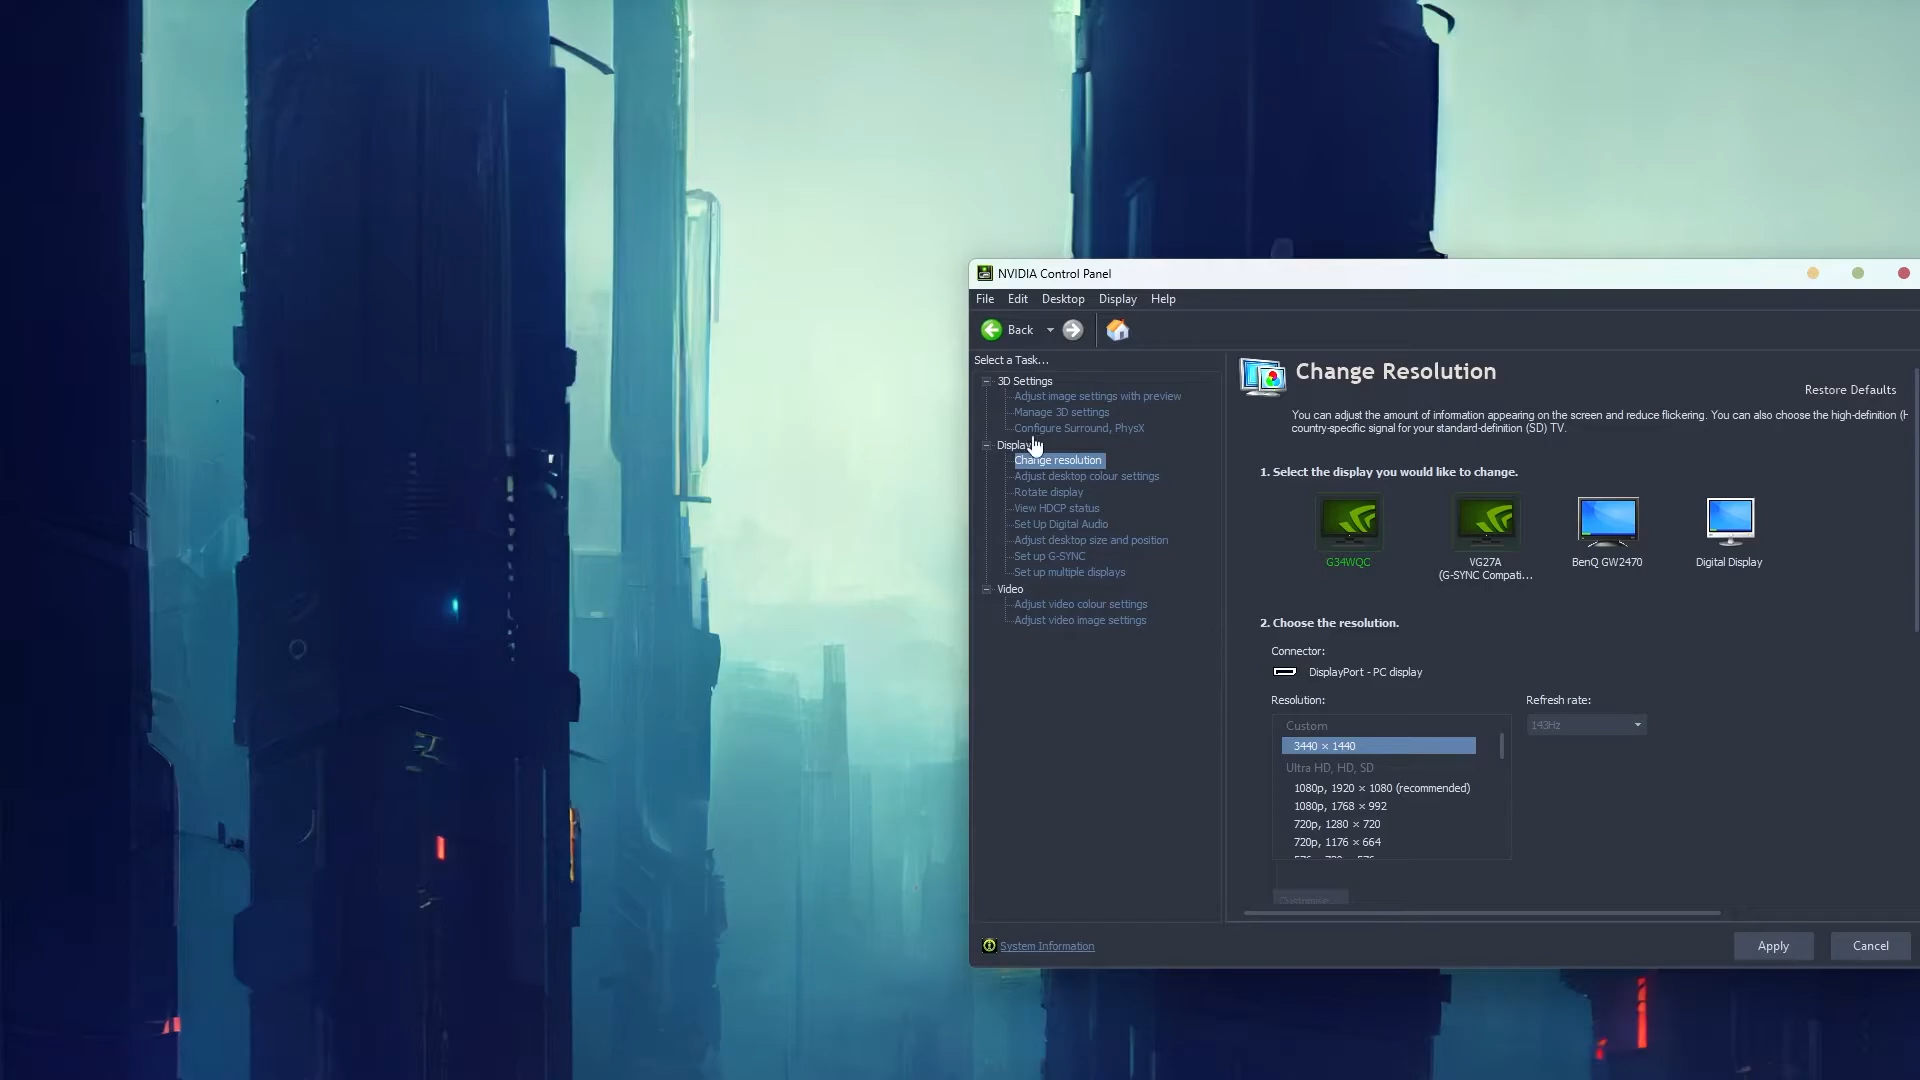 NVIDIA Control Panel
File Edit Desktop Display Help
Back
Select a Task...
3D Settings
Adjust image settings with preview
Manage 3D settings
Configure Surround, PhysX
Display
Change resolution
Adjust desktop colour settings
Rotate display
View HDCP status
Set Up Digital Audio
Adjust desktop size and position
Set up G-SYNC
Set up multiple displays
Video
Adjust video colour settings
Adjust video image settings
System Information
Change Resolution
Restore Defaults
You can adjust the amount of information appearing on the screen and reduce flickering. You can also choose the high-definition (H
country-specific signal for your standard-definition (SD) TV.
1. Select the display you would like to change.
G34WQC
VG27A
(G-SYNC Compati...
BenQ GW2470
Digital Display
2. Choose the resolution.
Connector:
DisplayPort - PC display
Resolution:
Refresh rate:
143Hz
Custom
3440 × 1440
Ultra HD, HD, SD
1080p, 1920 × 1080 (recommended)
1080p, 1768 × 992
720p, 1280 × 720
720p, 1176 × 664
Apply
Cancel